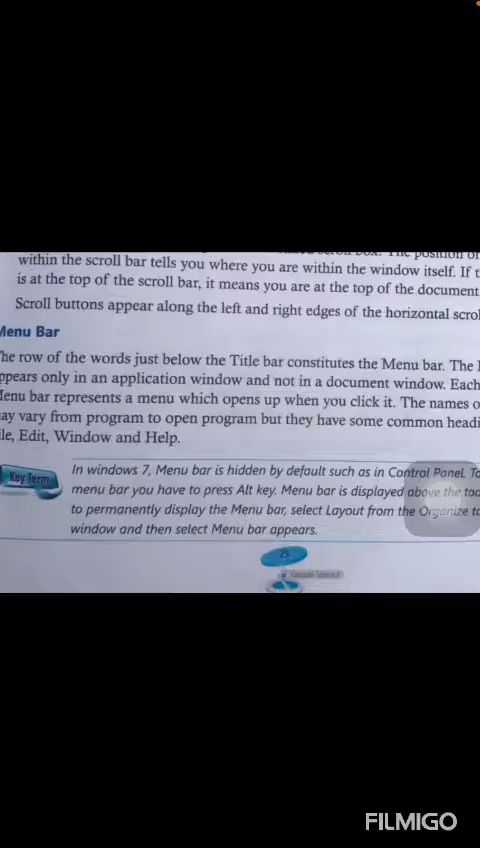 within the scroll bar tells you where you are within the window itself. If t
is at the top of the scroll bar, it means you are at the top of the document
Scroll buttons appear along the left and right edges of the horizontal scrol
Menu Bar
The row of the words just below the Title bar constitutes the Menu bar. The
appears only in an application window and not in a document window. Each
Menu bar represents a menu which opens up when you click it. The names o
may vary from program to open program but they have some common headi
ile, Edit, Window and Help.
Key Term
In windows 7, Menu bar is hidden by default such as in Control Panel. To
menu bar you have to press Alt key. Menu bar is displayed above the too
to permanently display the Menu bar, select Layout from the Organize to
window and then select Menu bar appears.
FILMIGO